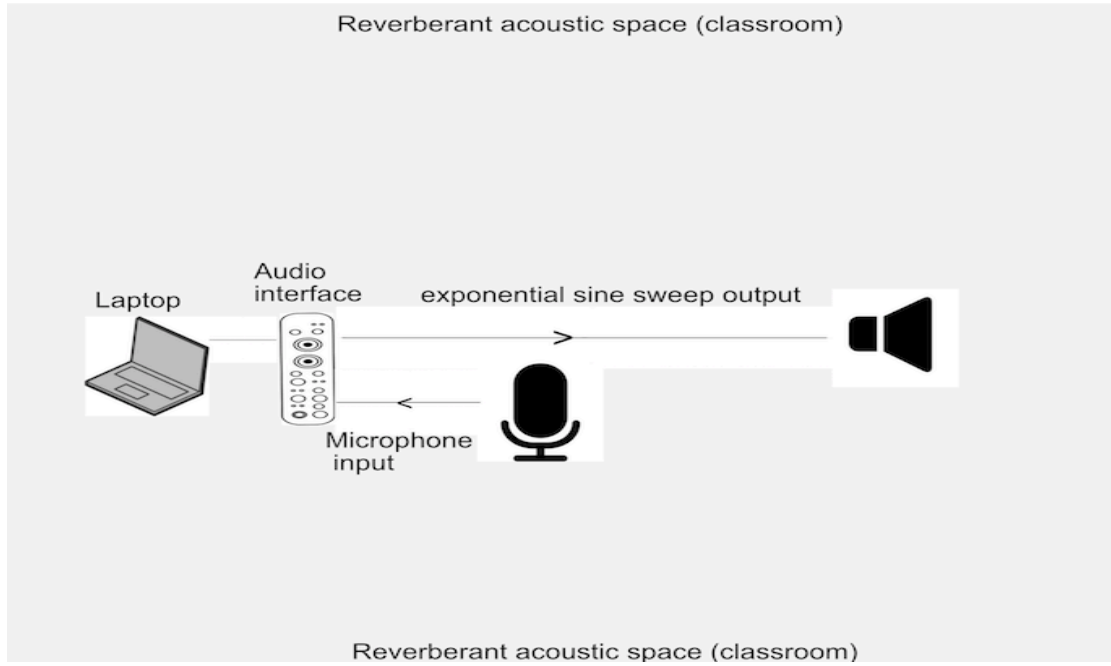 Reverberant acoustic space (classroom)
Laptop
Audio
interface
exponential sine sweep output
Microphone
input
Reverberant acoustic space (classroom)